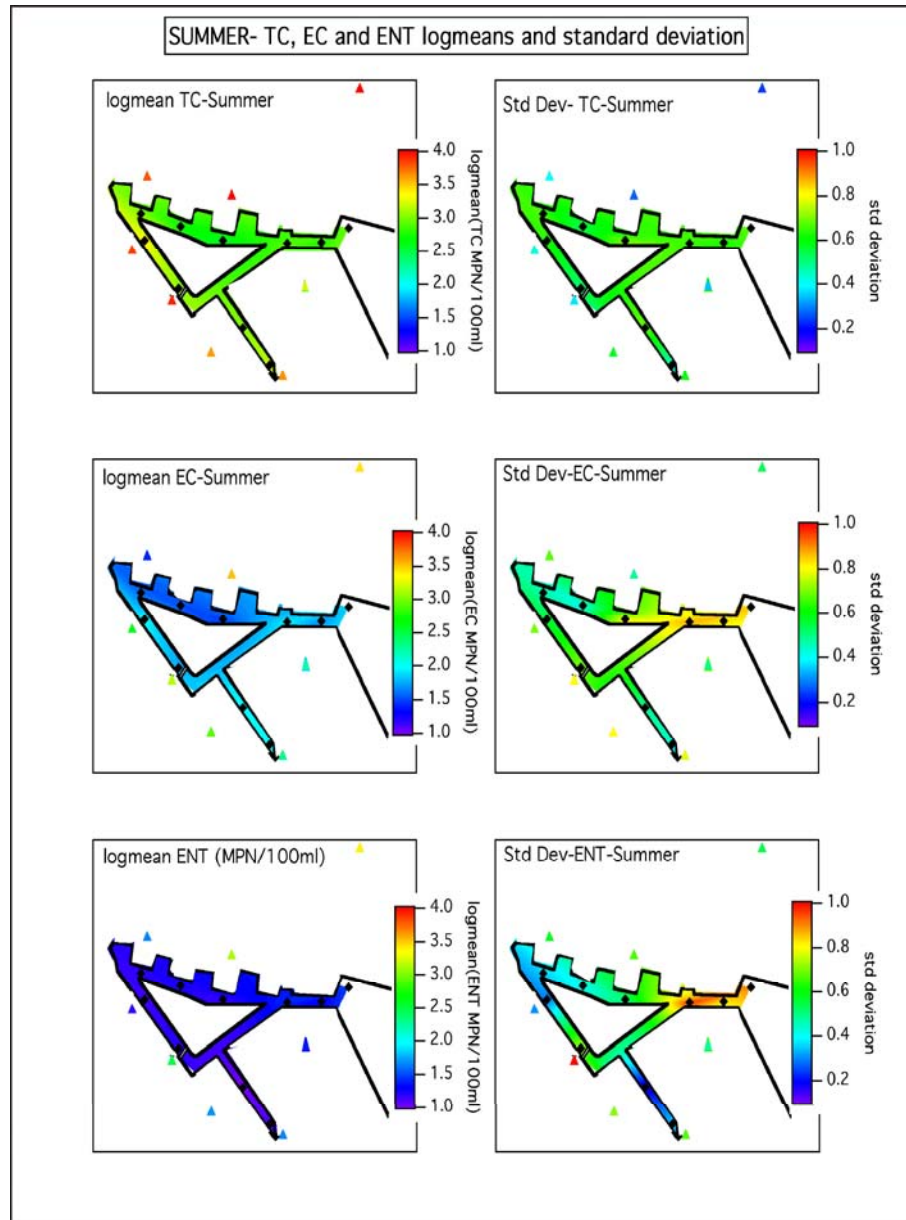 SUMMER- TC, EC and ENT logmeans and standard deviation
logmean TC-Summer
4.0
3.5
3.0
2.5
2.0
1.5
1.0
logmean(TC MPN/100ml)
Std Dev- TC-Summer
1.0
0.8
0.6
0.4
0.2
std deviation
logmean EC-Summer
4.0
3.5
3.0
2.5
2.0
1.5
1.0
logmean(EC MPN/100ml)
Std Dev-EC-Summer
1.0
0.8
0.6
0.4
0.2
std deviation
logmean ENT (MPN/100ml)
4.0
3.5
3.0
2.5
2.0
1.5
1.0
logmean(ENT MPN/100ml)
Std Dev-ENT-Summer
1.0
0.8
0.6
0.4
0.2
std deviation